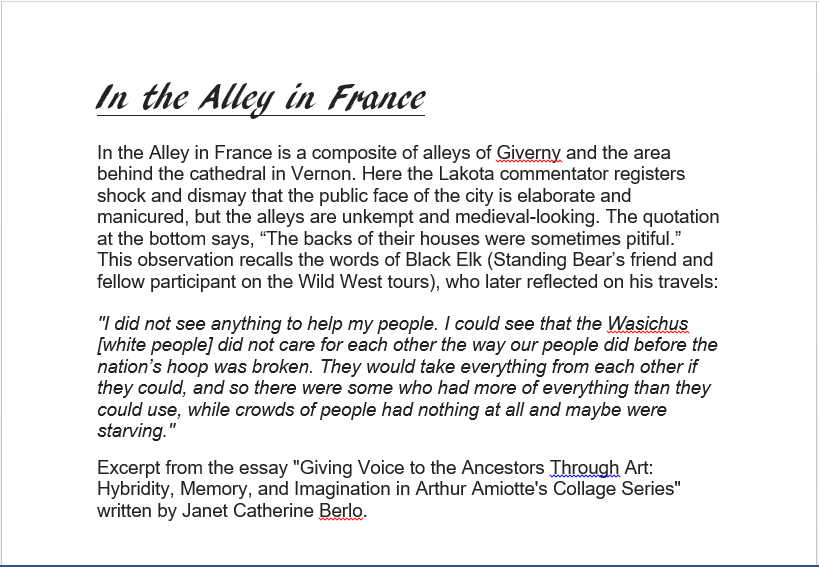 In the Alley in France
In the Alley in France is a composite of alleys of Giverny and the area
behind the cathedral in Vernon. Here the Lakota commentator registers
shock and dismay that the public face of the city is elaborate and
manicured, but the alleys are unkempt and medieval-looking. The quotation
at the bottom says, “The backs of their houses were sometimes pitiful.”
This observation recalls the words of Black Elk (Standing Bear’s friend and
fellow participant on the Wild West tours), who later reflected on his travels:
"I did not see anything to help my people. I could see that the Wasichus
[white people] did not care for each other the way our people did before the
nation’s hoop was broken. They would take everything from each other if
they could, and so there were some who had more of everything than they
could use, while crowds of people had nothing at all and maybe were
starving."
Excerpt from the essay "Giving Voice to the Ancestors Through Art:
Hybridity, Memory, and Imagination in Arthur Amiotte's Collage Series"
written by Janet Catherine Berlo.